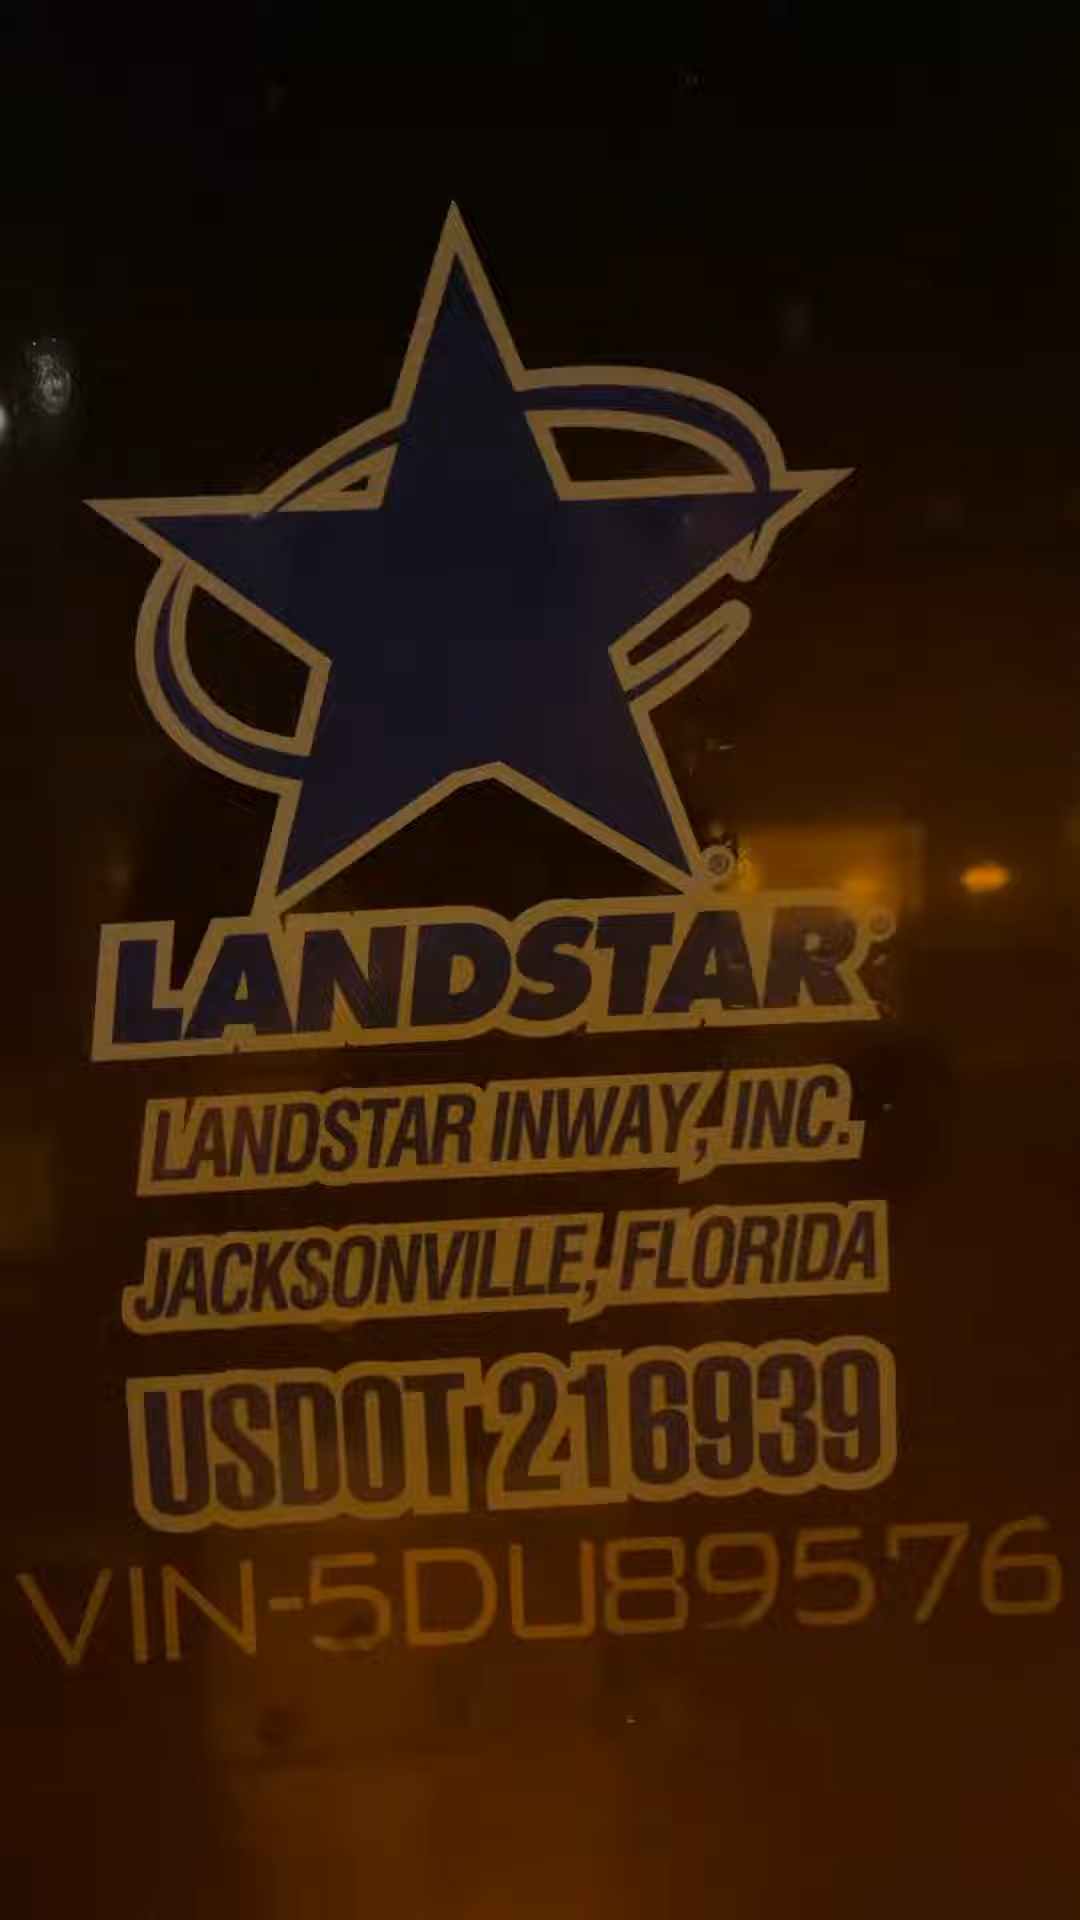 LANDSTAR®
LANDSTAR INWAY, INC.
JACKSONVILLE, FLORIDA
USDOT 216939
VIN-5DU89576